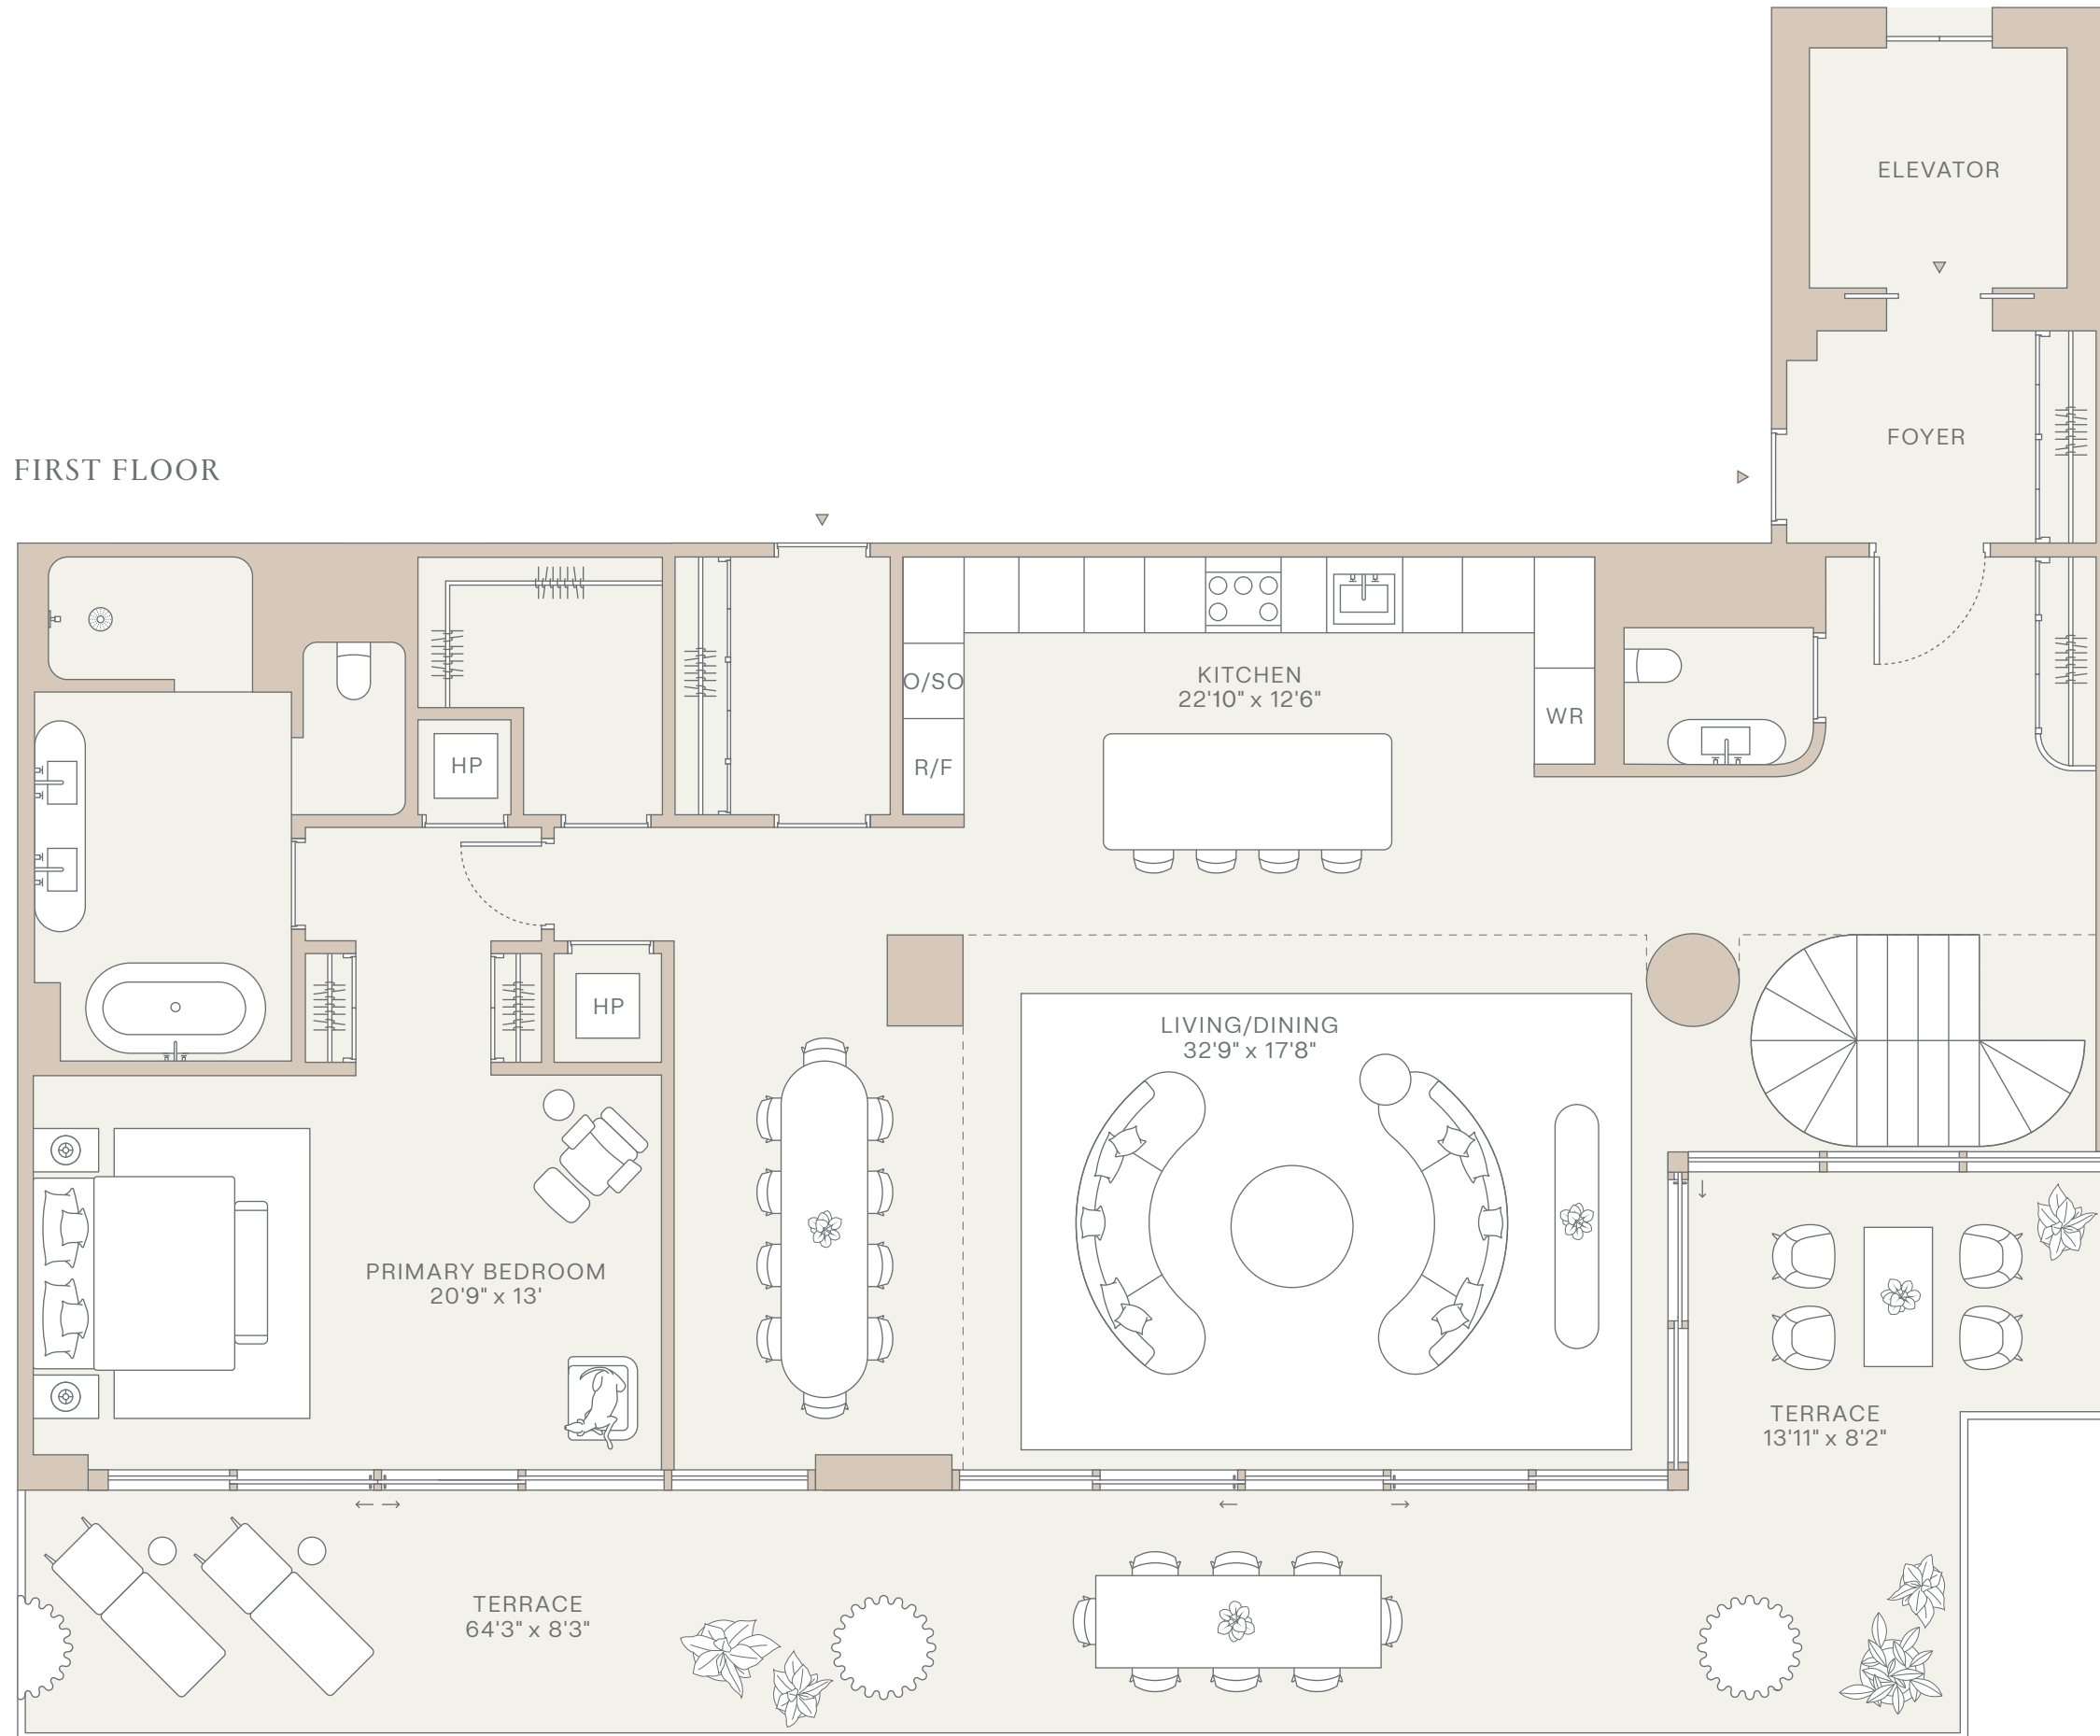 ELEVATOR
FOYER
FIRST FLOOR
KITCHEN
22'10" x 12'6"
O/SO
R/F
WR
HP
HP
LIVING/DINING
32'9" x 17'8"
PRIMARY BEDROOM
20'9" x 13'
TERRACE
13'11" x 8'2"
TERRACE
64'3" x 8'3"